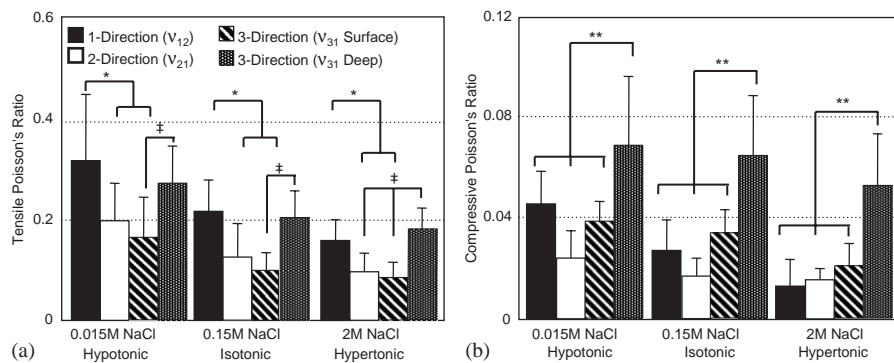 0.6
0.4
0.2
0
Tensile Poisson's Ratio
1-Direction (ν12)
2-Direction (ν21)
3-Direction (ν31 Surface)
3-Direction (ν31 Deep)
*
‡
*
‡
*
‡
0.015M NaCl
Hypotonic
0.15M NaCl
Isotonic
2M NaCl
Hypertonic
(a)
0.12
0.08
0.04
0
Compressive Poisson's Ratio
**
**
**
0.015M NaCl
Hypotonic
0.15M NaCl
Isotonic
2M NaCl
Hypertonic
(b)